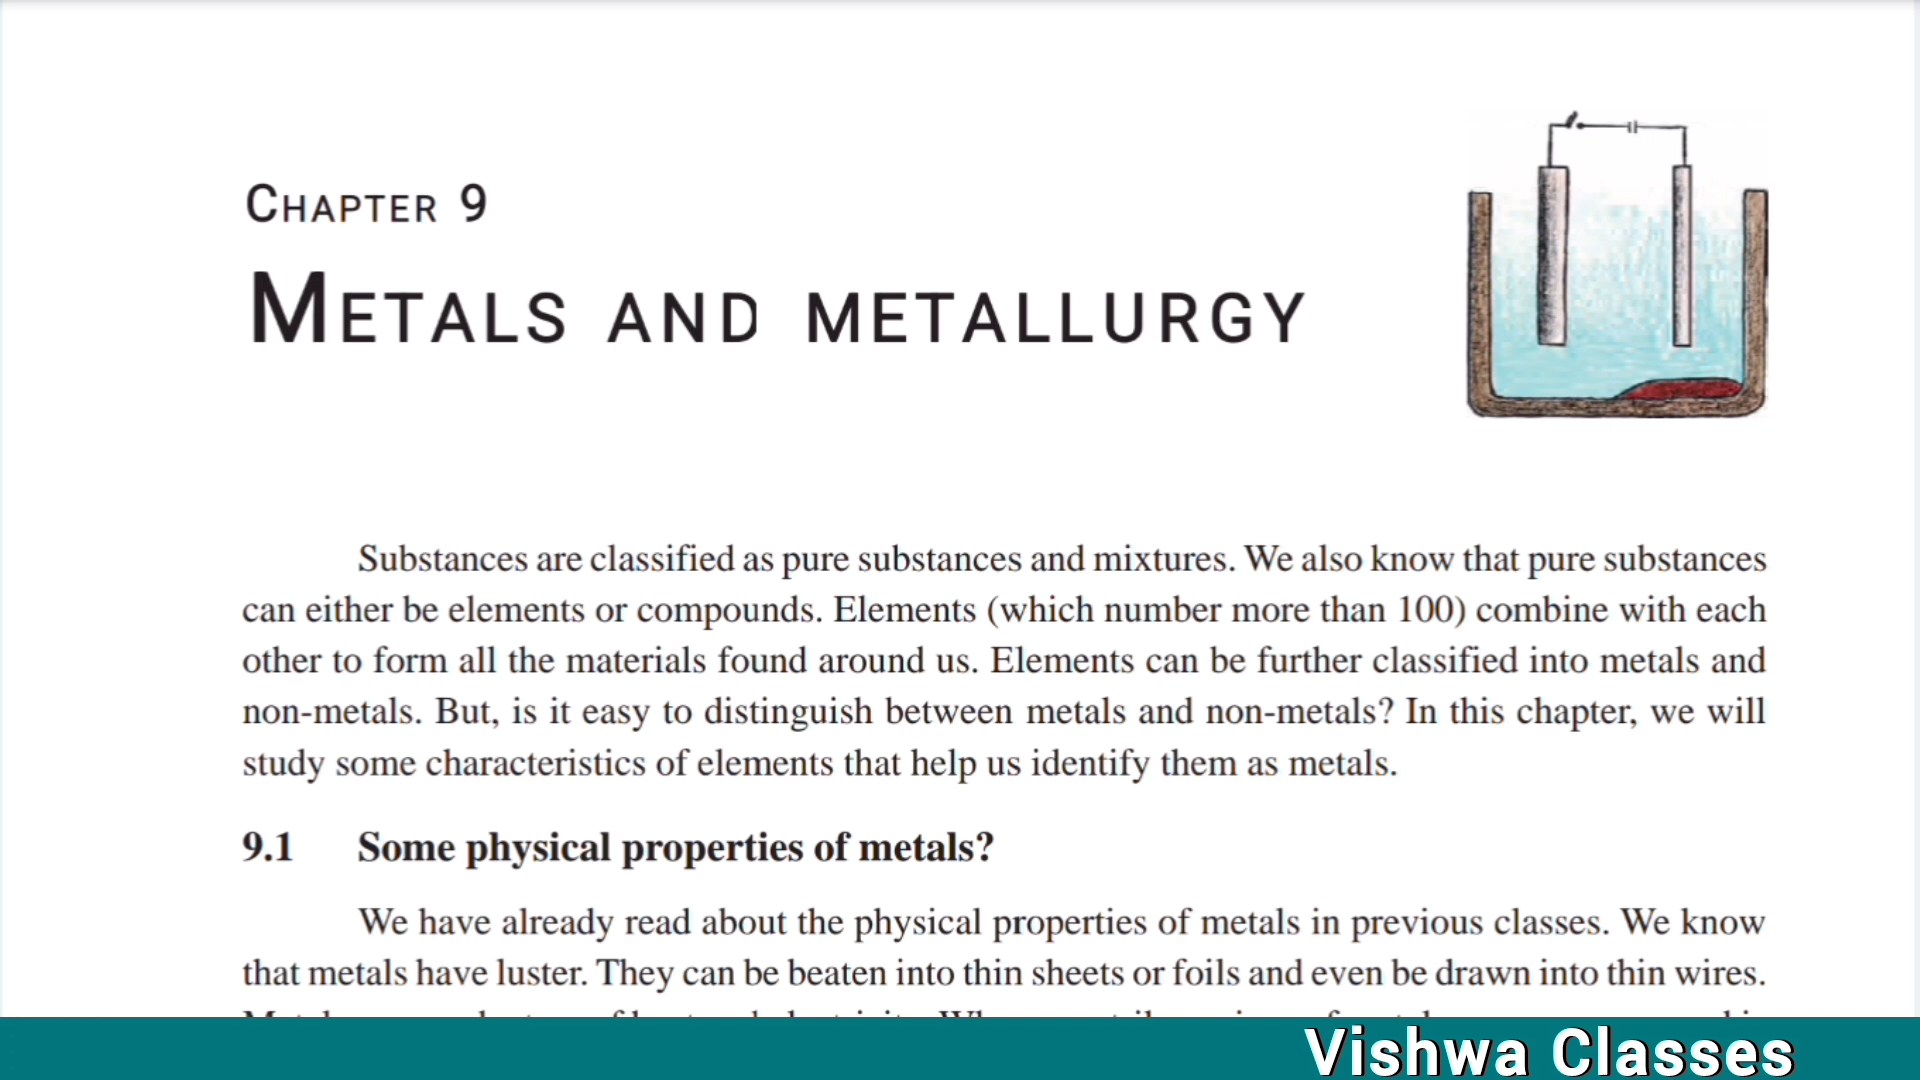 CHAPTER 9
METALS AND METALLURGY
Substances are classified as pure substances and mixtures. We also know that pure substances
can either be elements or compounds. Elements (which number more than 100) combine with each
other to form all the materials found around us. Elements can be further classified into metals and
non-metals. But, is it easy to distinguish between metals and non-metals? In this chapter, we will
study some characteristics of elements that help us identify them as metals.
9.1 Some physical properties of metals?
We have already read about the physical properties of metals in previous classes. We know
that metals have luster. They can be beaten into thin sheets or foils and even be drawn into thin wires.
Vishwa Classes